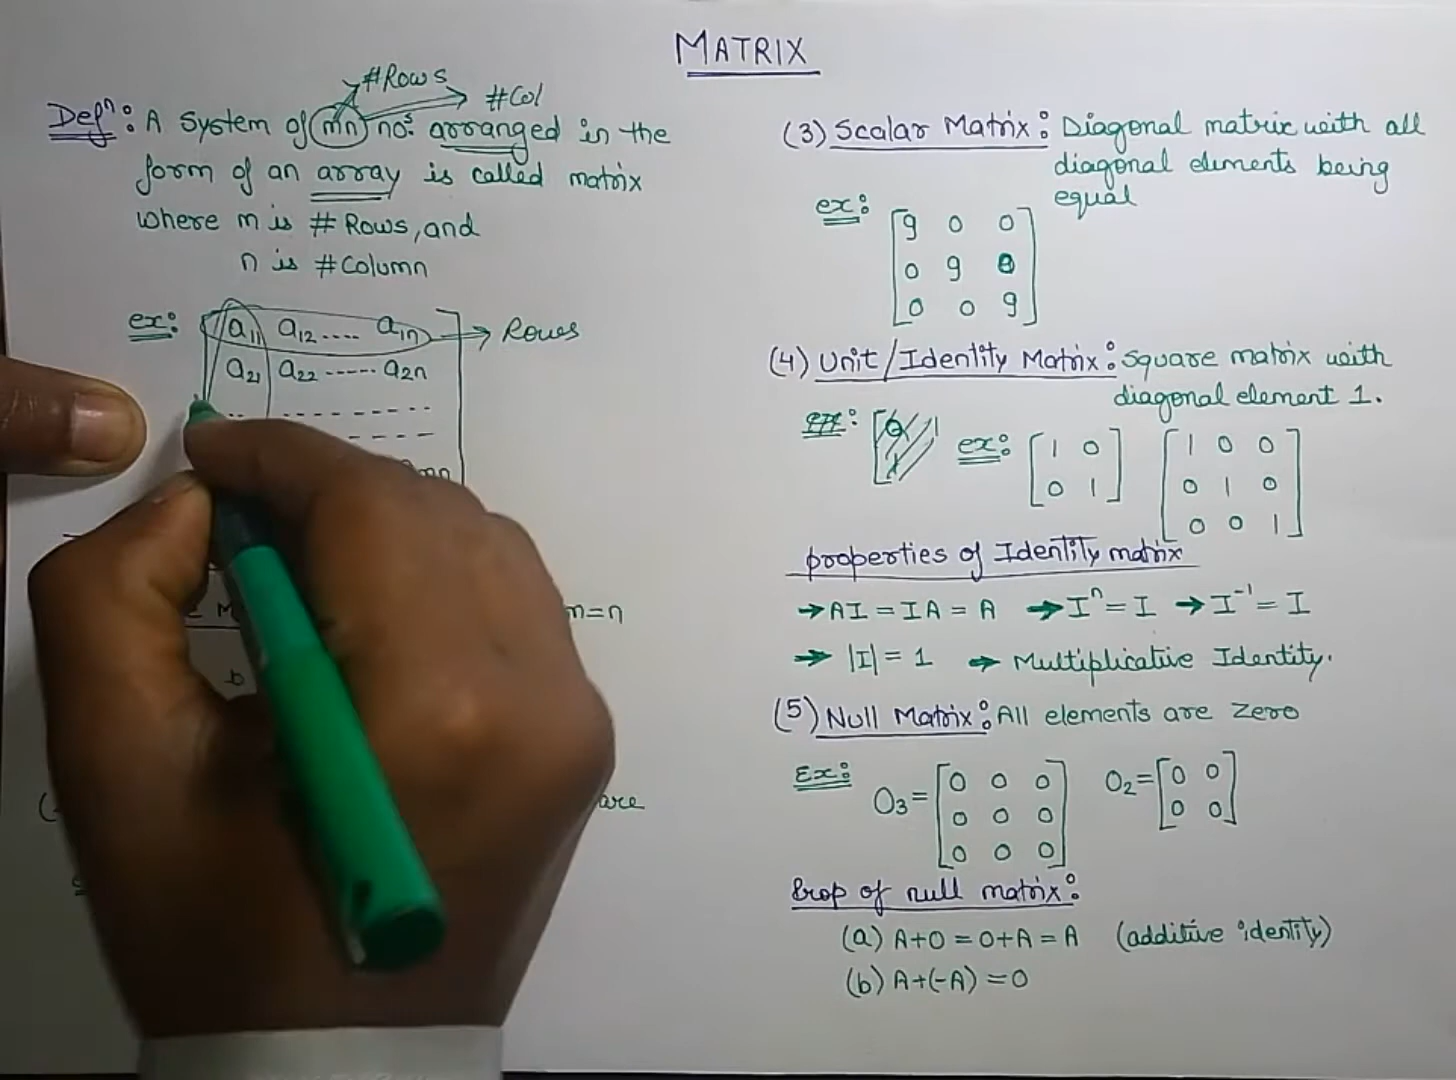 MATRIX
#Rows
#Col
Defⁿ: A System of mn no.s arranged in the
form of an array is called matrix
where m is # Rows, and
n is #Column
ex:
a11 a12 .... a1n → Rows
a21 a22 ----- a2n
mn
m=n
b
are
(3) Scalar Matrix: Diagonal matrix with all
diagonal elements being
equal
ex:
9 0 0
0 9 0
0 0 9
(4) Unit/Identity Matrix: Square matrix with
diagonal element 1.
ex:
1 0
0 1
1 0 0
0 1 0
0 0 1
properties of Identity matrix
→ AI = IA = A → Iⁿ = I → I⁻¹ = I
→ |I| = 1 → Multiplicative Identity.
(5) Null Matrix: All elements are Zero
Ex:
O3 =
0 0 0
0 0 0
0 0 0
O2 =
0 0
0 0
Prop of null matrix:
(a) A+O = O+A = A (additive identity)
(b) A+(-A) = O